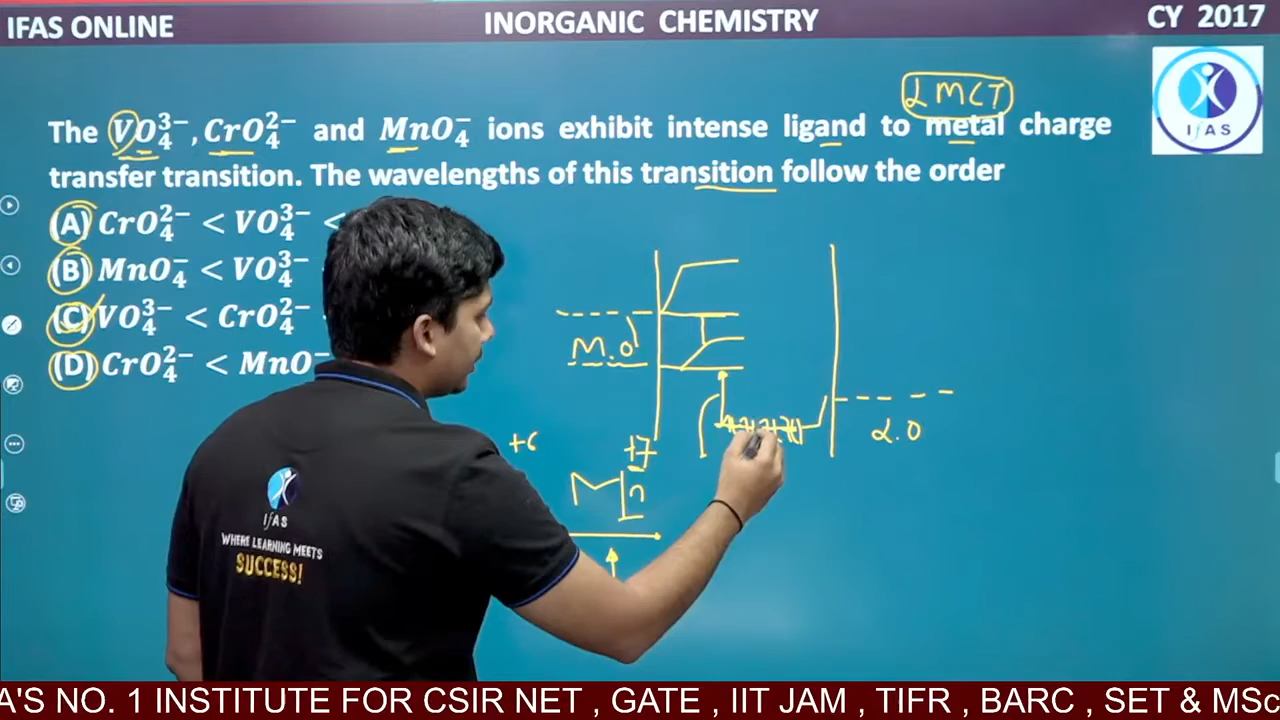 IFAS ONLINE
INORGANIC CHEMISTRY
CY 2017
LMCT
The VO₄³⁻, CrO₄²⁻ and MnO₄⁻ ions exhibit intense ligand to metal charge
transfer transition. The wavelengths of this transition follow the order
(A) CrO₄²⁻ < VO₄³⁻ <
(B) MnO₄⁻ < VO₄³⁻
(C) VO₄³⁻ < CrO₄²⁻
(D) CrO₄²⁻ < MnO⁻
IFAS
M.O
L.O
+6
+7
Mn
IFAS
WHERE LEARNING MEETS
SUCCESS!
A'S NO. 1 INSTITUTE FOR CSIR NET , GATE , IIT JAM , TIFR , BARC , SET & MSc